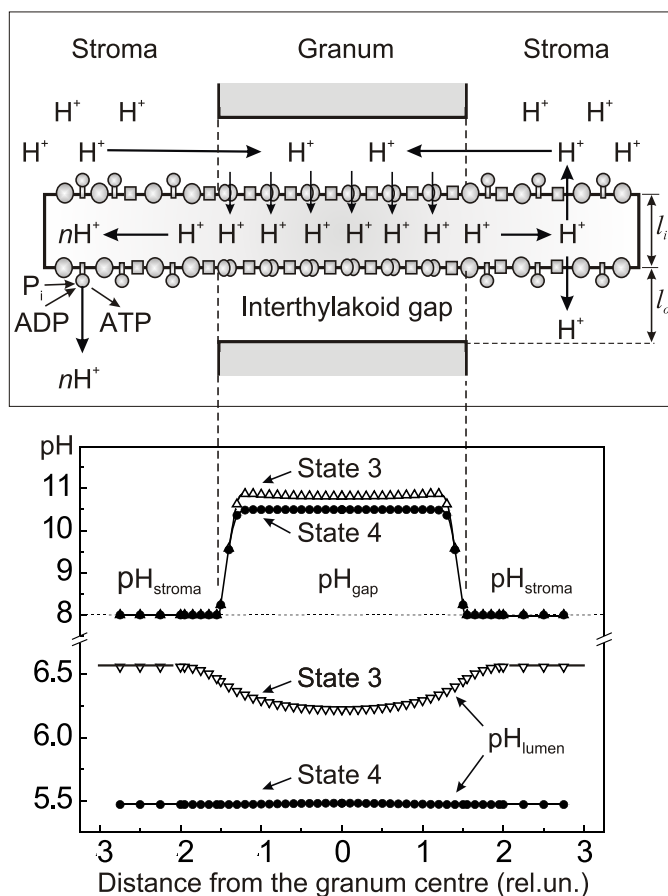 Stroma Granum Stroma
H⁺ H⁺ H⁺ H⁺
H⁺ H⁺ H⁺ H⁺ H⁺ H⁺
nH⁺ H⁺ H⁺ H⁺ H⁺ H⁺ H⁺ H⁺ H⁺ lᵢ
Pᵢ
ADP ATP Interthylakoid gap lₒ
H⁺
nH⁺
pH
State 3
11
10
State 4
9
pH_stroma pH_gap pH_stroma
8
6.5
State 3
6.0
pH_lumen
State 4
5.5
-3 -2 -1 0 1 2 3
Distance from the granum centre (rel.un.)